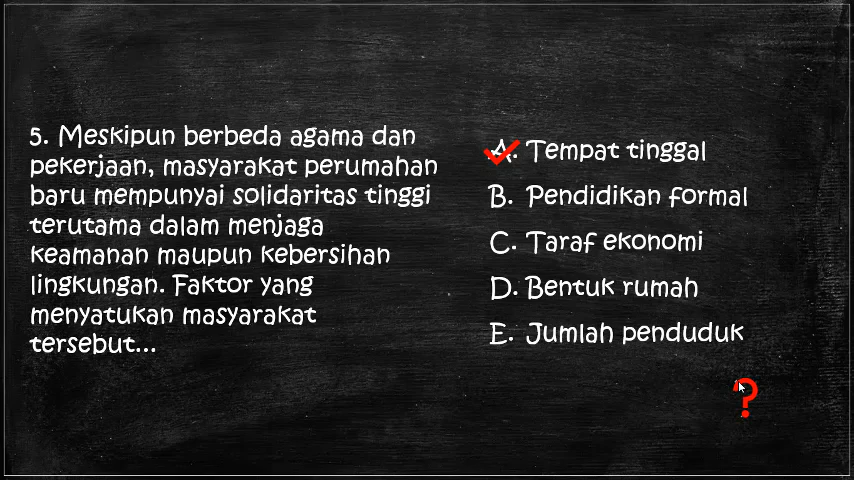 5. Meskipun berbeda agama dan
pekerjaan, masyarakat perumahan
baru mempunyai solidaritas tinggi
terutama dalam menjaga
keamanan maupun kebersihan
lingkungan. Faktor yang
menyatukan masyarakat
tersebut...
A. Tempat tinggal
B. Pendidikan formal
C. Taraf ekonomi
D. Bentuk rumah
E. Jumlah penduduk
?